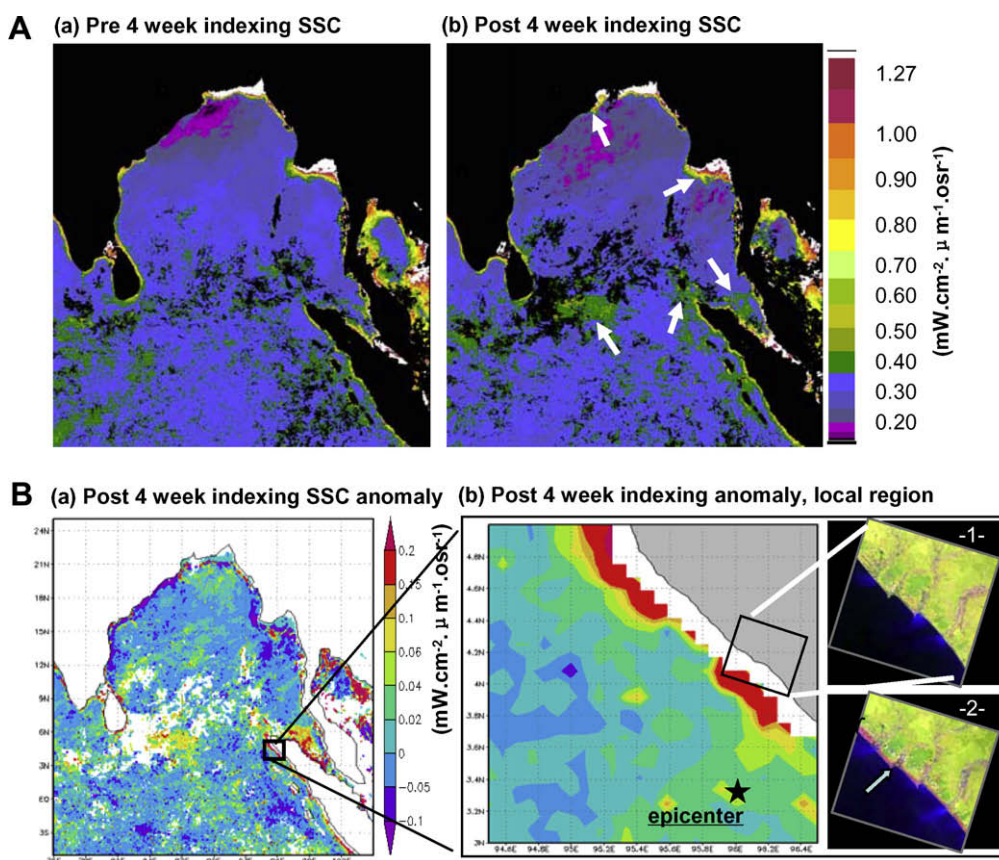 A
(a) Pre 4 week indexing SSC
(b) Post 4 week indexing SSC
1.27
1.00
0.90
0.80
0.70
0.60
0.50
0.40
0.30
0.20
(mW.cm-2. μ m-1.osr-1)
B
(a) Post 4 week indexing SSC anomaly
24N
21N
18N
15N
12N
9N
6N
3N
EQ
3S
0.2
0.15
0.1
0.06
0.04
0.02
0
-0.05
-0.1
(mW.cm-2. μ m-1.osr-1)
(b) Post 4 week indexing anomaly, local region
4.8N
4.6N
4.4N
4.2N
4N
3.8N
3.6N
3.4N
3.2N
3N
94.6E
94.8E
95E
95.2E
95.4E
95.6E
95.8E
96E
96.2E
96.4E
epicenter
-1-
-2-